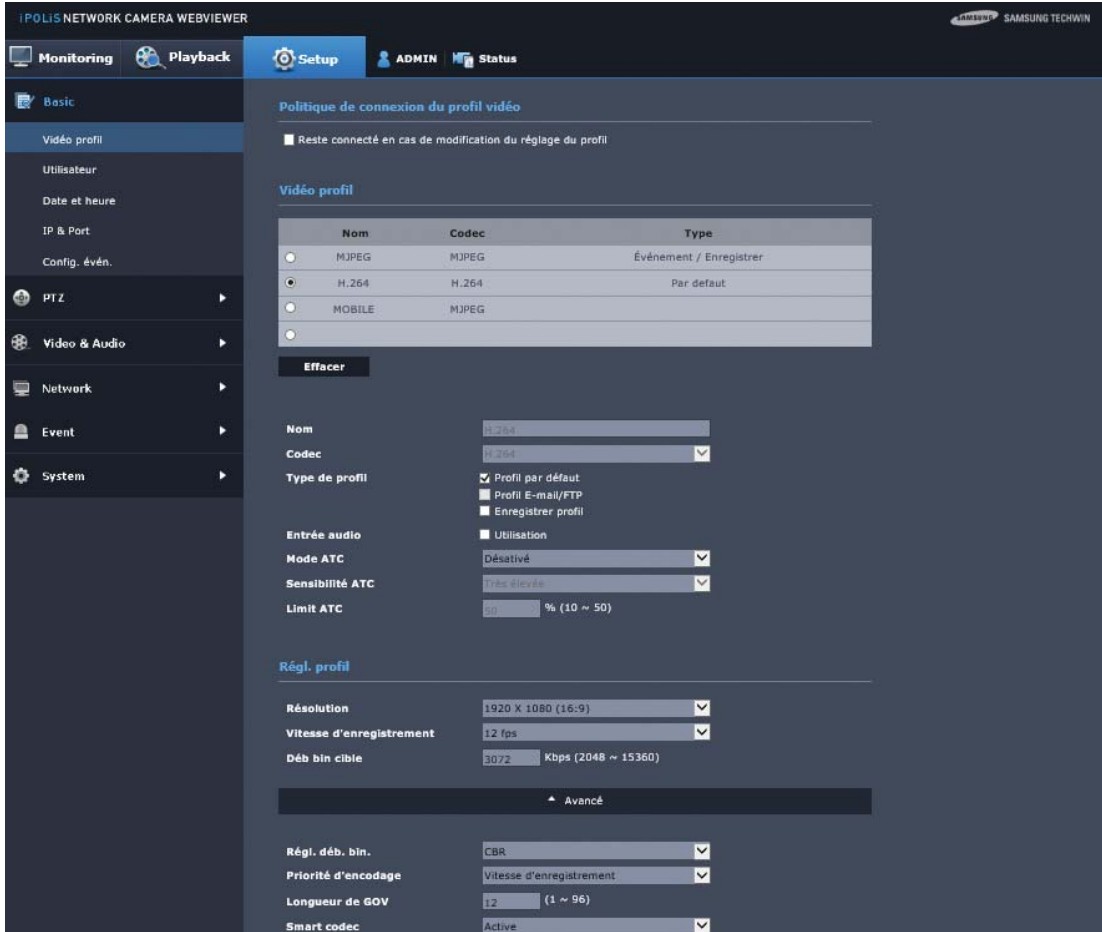 iPOLiS NETWORK CAMERA WEBVIEWER
SAMSUNG SAMSUNG TECHWIN
Monitoring Playback Setup ADMIN Status
Basic
Vidéo profil
Utilisateur
Date et heure
IP & Port
Config. évén.
PTZ
Video & Audio
Network
Event
System
Politique de connexion du profil vidéo
Reste connecté en cas de modification du réglage du profil
Vidéo profil
Nom Codec Type
MJPEG MJPEG Événement / Enregistrer
H.264 H.264 Par defaut
MOBILE MJPEG
Effacer
Nom H.264
Codec H.264
Type de profil Profil par défaut
Profil E-mail/FTP
Enregistrer profil
Entrée audio Utilisation
Mode ATC Désativé
Sensibilité ATC Très élevée
Limit ATC 50 % (10 ~ 50)
Régl. profil
Résolution 1920 X 1080 (16:9)
Vitesse d'enregistrement 12 fps
Déb bin cible 3072 Kbps (2048 ~ 15360)
Avancé
Régl. déb. bin. CBR
Priorité d'encodage Vitesse d'enregistrement
Longueur de GOV 12 (1 ~ 96)
Smart codec Active